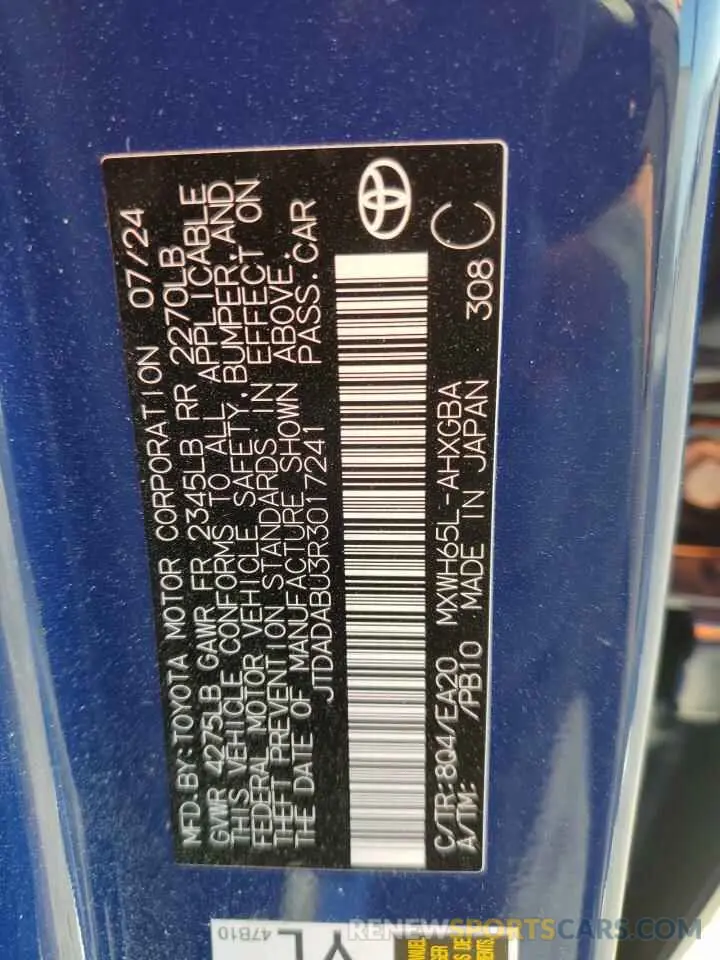 MFD.BY:TOYOTA MOTOR CORPORATION 07/24
GVWR 4275LB GAWR FR 2345LB RR 2270LB
THIS VEHICLE CONFORMS TO ALL APPLICABLE
FEDERAL MOTOR VEHICLE SAFETY,BUMPER,AND
THEFT PREVENTION STANDARDS IN EFFECT ON
THE DATE OF MANUFACTURE SHOWN ABOVE.
JTDADABU3R3017241 PASS.CAR
C/TR:804/EA20 MXWH65L-AHXGBA
A/TM: /PB10 MADE IN JAPAN 308 C
47B10
RENEWSPORTSCARS.COM